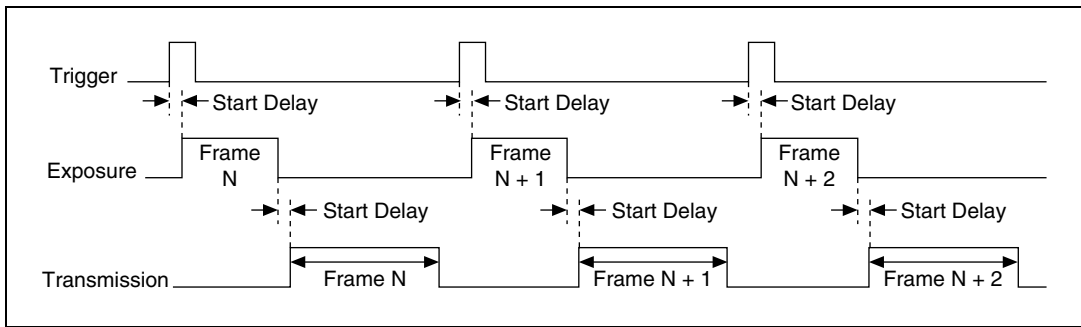 Trigger
Start Delay
Start Delay
Start Delay
Exposure
Frame
N
Frame
N + 1
Frame
N + 2
Start Delay
Start Delay
Start Delay
Transmission
Frame N
Frame N + 1
Frame N + 2